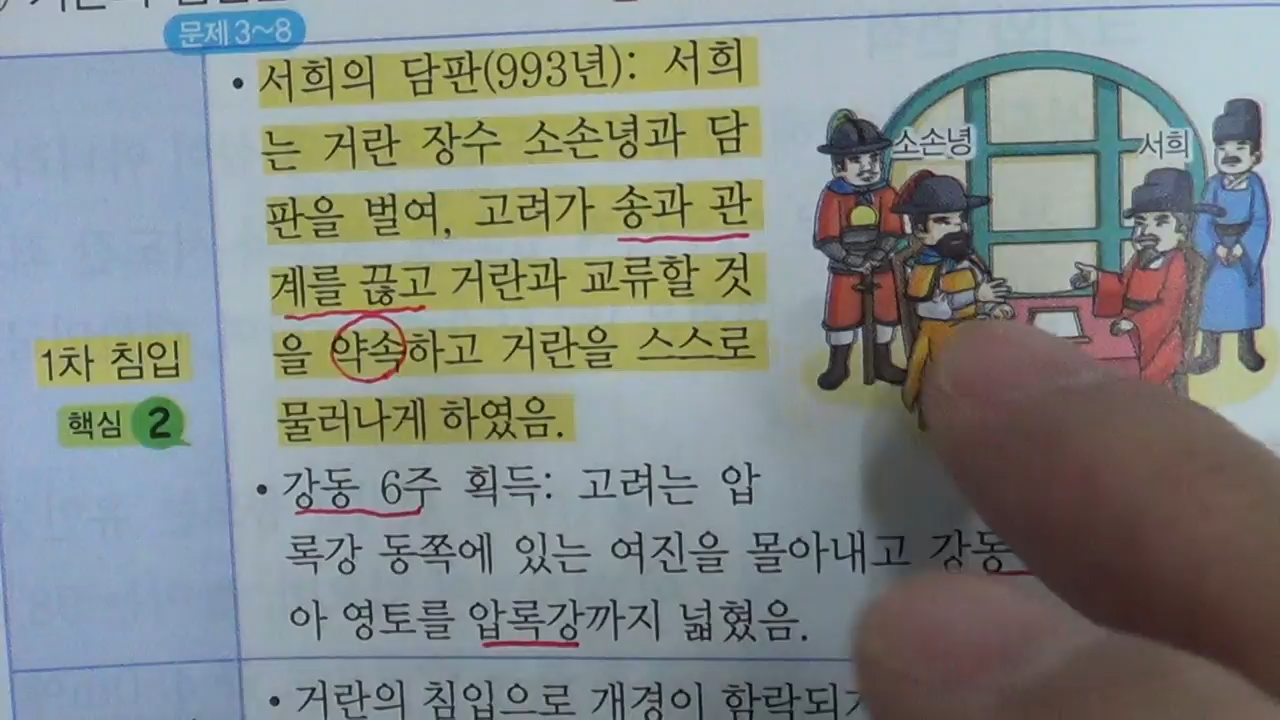 문제 3~8
• 서희의 담판(993년): 서희
는 거란 장수 소손녕과 담
판을 벌여, 고려가 송과 관
계를 끊고 거란과 교류할 것
을 약속하고 거란을 스스로
물러나게 하였음.
1차 침입
핵심 2
• 강동 6주 획득: 고려는 압
록강 동쪽에 있는 여진을 몰아내고 강동
아 영토를 압록강까지 넓혔음.
• 거란의 침입으로 개경이 함락되
소손녕
서희